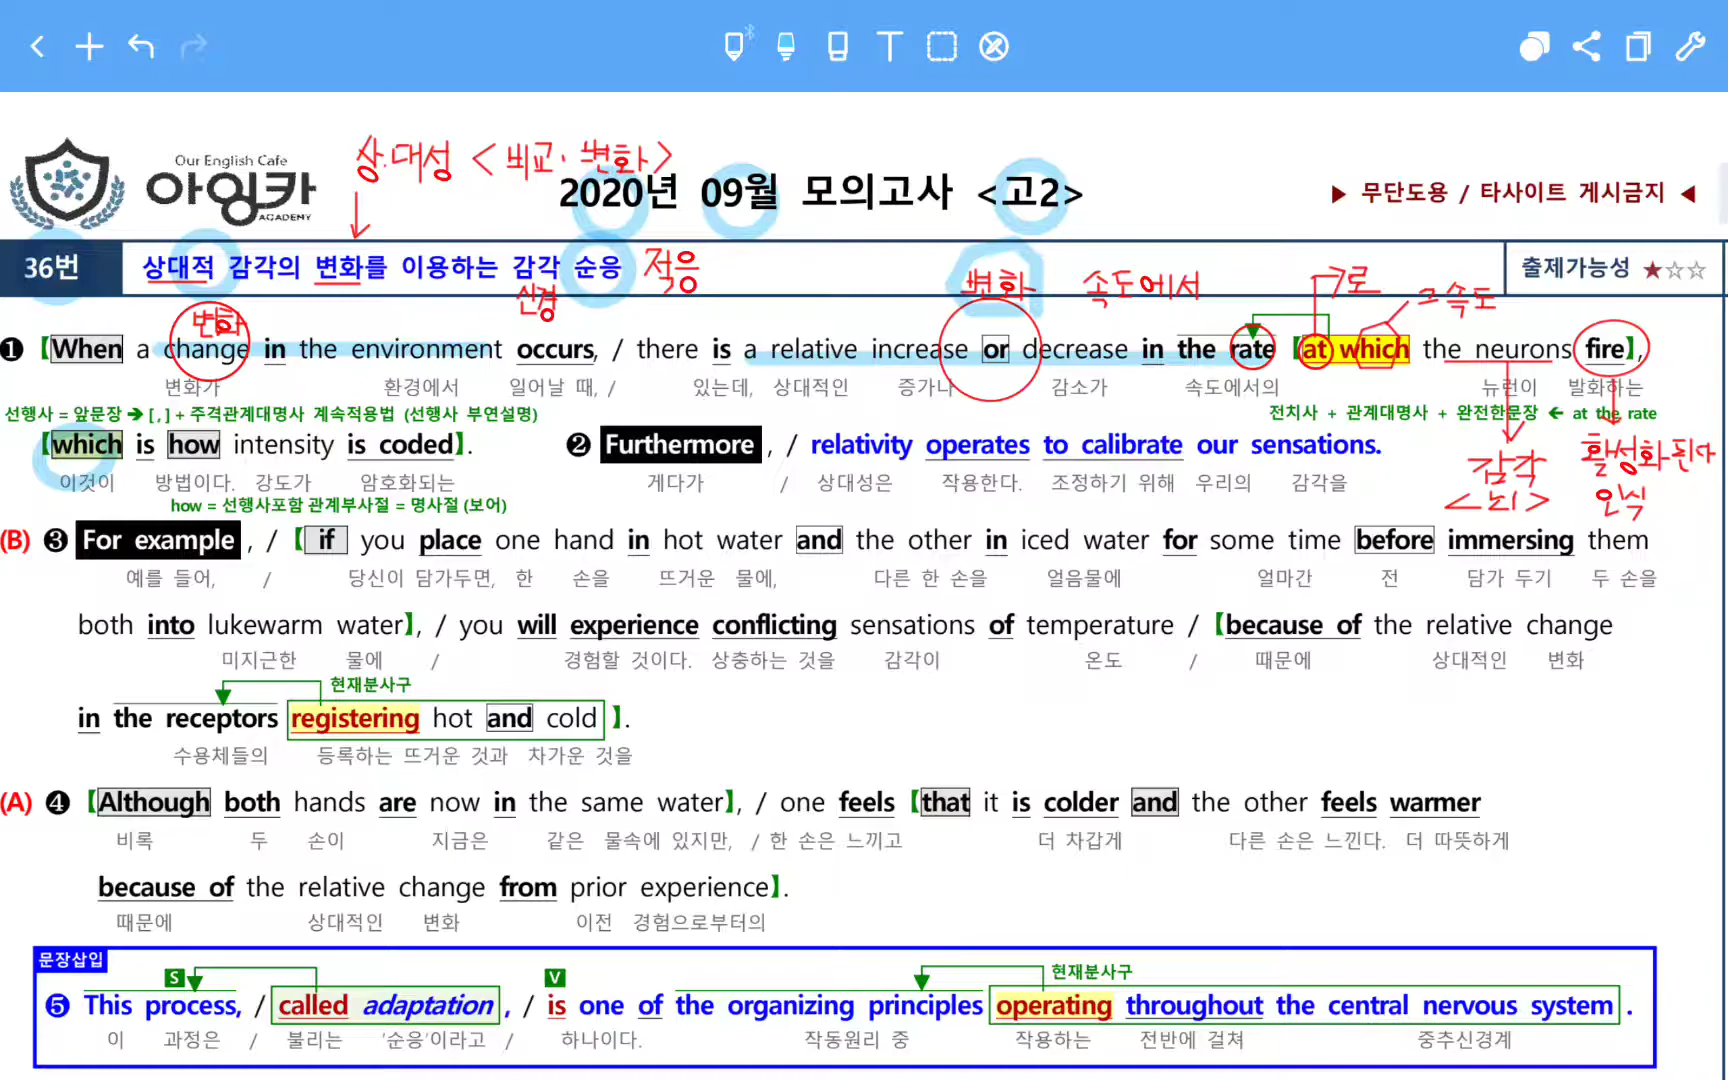 Our English Cafe
아잉카
ACADEMY
상대성 <비교·변화>
2020년 09월 모의고사 <고2>
▶ 무단도용 / 타사이트 게시금지 ◀
36번 상대적 감각의 변화를 이용하는 감각 순응 적응 출제가능성 ★☆☆
신경
변화 변화 속도에서 로 그 속도
❶【When a change in the environment occurs, / there is a relative increase or decrease in the rate【at which the neurons fire】,
변화가 환경에서 일어날 때, / 있는데, 상대적인 증가나 감소가 속도에서의 뉴런이 발화하는
선행사 = 앞문장 ➔ [ , ] + 주격관계대명사 계속적용법 (선행사 부연설명) 전치사 + 관계대명사 + 완전한문장 ← at the rate
【which is how intensity is coded】. ❷ Furthermore , / relativity operates to calibrate our sensations.
감각 <뇌> 활성화된다 인식
이것이 방법이다. 강도가 암호화되는 게다가 / 상대성은 작용한다. 조정하기 위해 우리의 감각을
how = 선행사포함 관계부사절 = 명사절 (보어)
(B) ❸ For example , /【if you place one hand in hot water and the other in iced water for some time before immersing them
예를 들어, / 당신이 담가두면, 한 손을 뜨거운 물에, 다른 한 손을 얼음물에 얼마간 전 담가 두기 두 손을
both into lukewarm water】, / you will experience conflicting sensations of temperature /【because of the relative change
미지근한 물에 / 경험할 것이다. 상충하는 것을 감각이 온도 / 때문에 상대적인 변화
현재분사구
in the receptors registering hot and cold】.
수용체들의 등록하는 뜨거운 것과 차가운 것을
(A) ❹【Although both hands are now in the same water】, / one feels【that it is colder and the other feels warmer
비록 두 손이 지금은 같은 물속에 있지만, / 한 손은 느끼고 더 차갑게 다른 손은 느낀다. 더 따뜻하게
because of the relative change from prior experience】.
때문에 상대적인 변화 이전 경험으로부터의
문장삽입
S V 현재분사구
❺ This process, / called adaptation , / is one of the organizing principles operating throughout the central nervous system .
이 과정은 / 불리는 '순응'이라고 / 하나이다. 작동원리 중 작용하는 전반에 걸쳐 중추신경계